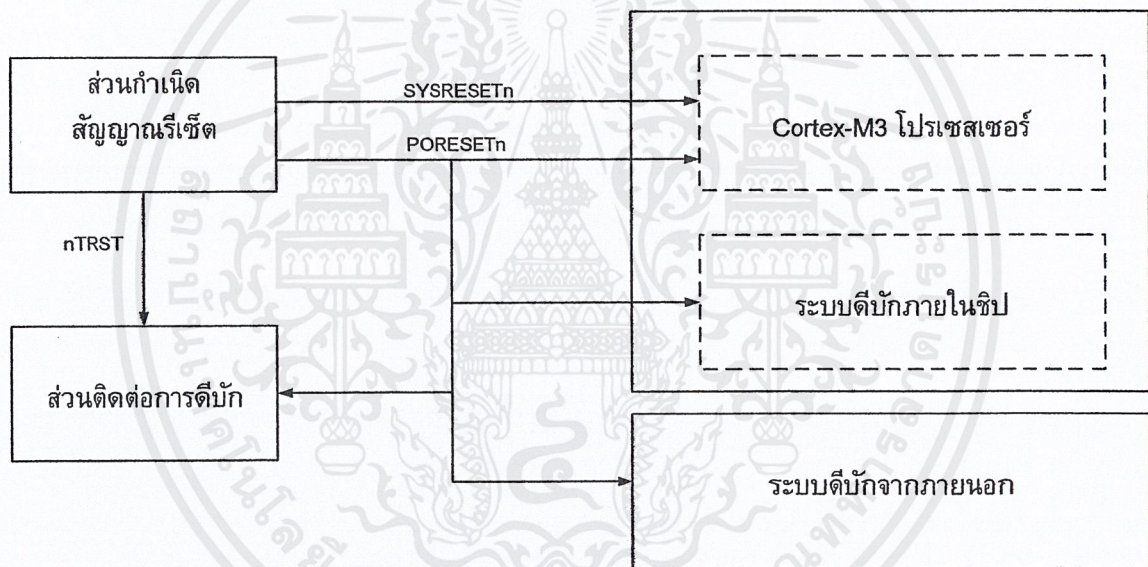 ส่วนกำเนิด
สัญญาณรีเซ็ต
SYSRESETn
PORESETn
Cortex-M3 โปรเซสเซอร์
nTRST
ระบบดีบักภายในชิป
ส่วนติดต่อการดีบัก
ระบบดีบักจากภายนอก